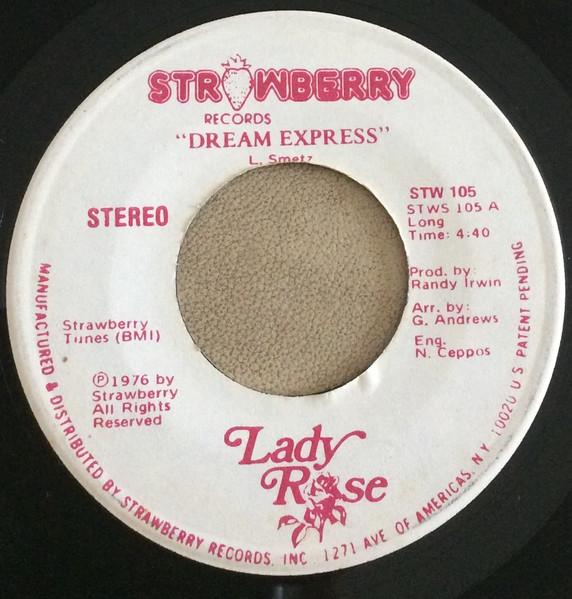 STRAWBERRY
RECORDS
"DREAM EXPRESS"
L. Smetz
STEREO
STW 105
STWS 105 A
Long
Time: 4:40
Prod. by:
Randy Irwin
Arr. by:
G. Andrews
Eng.
N. Ceppos
Strawberry
Tunes (BMI)
℗1976 by
Strawberry
All Rights
Reserved
Lady
Rose
MANUFACTURED & DISTRIBUTED BY STRAWBERRY RECORDS, INC 1271 AVE OF AMERICAS, N.Y. 10020 U S PATENT PENDING